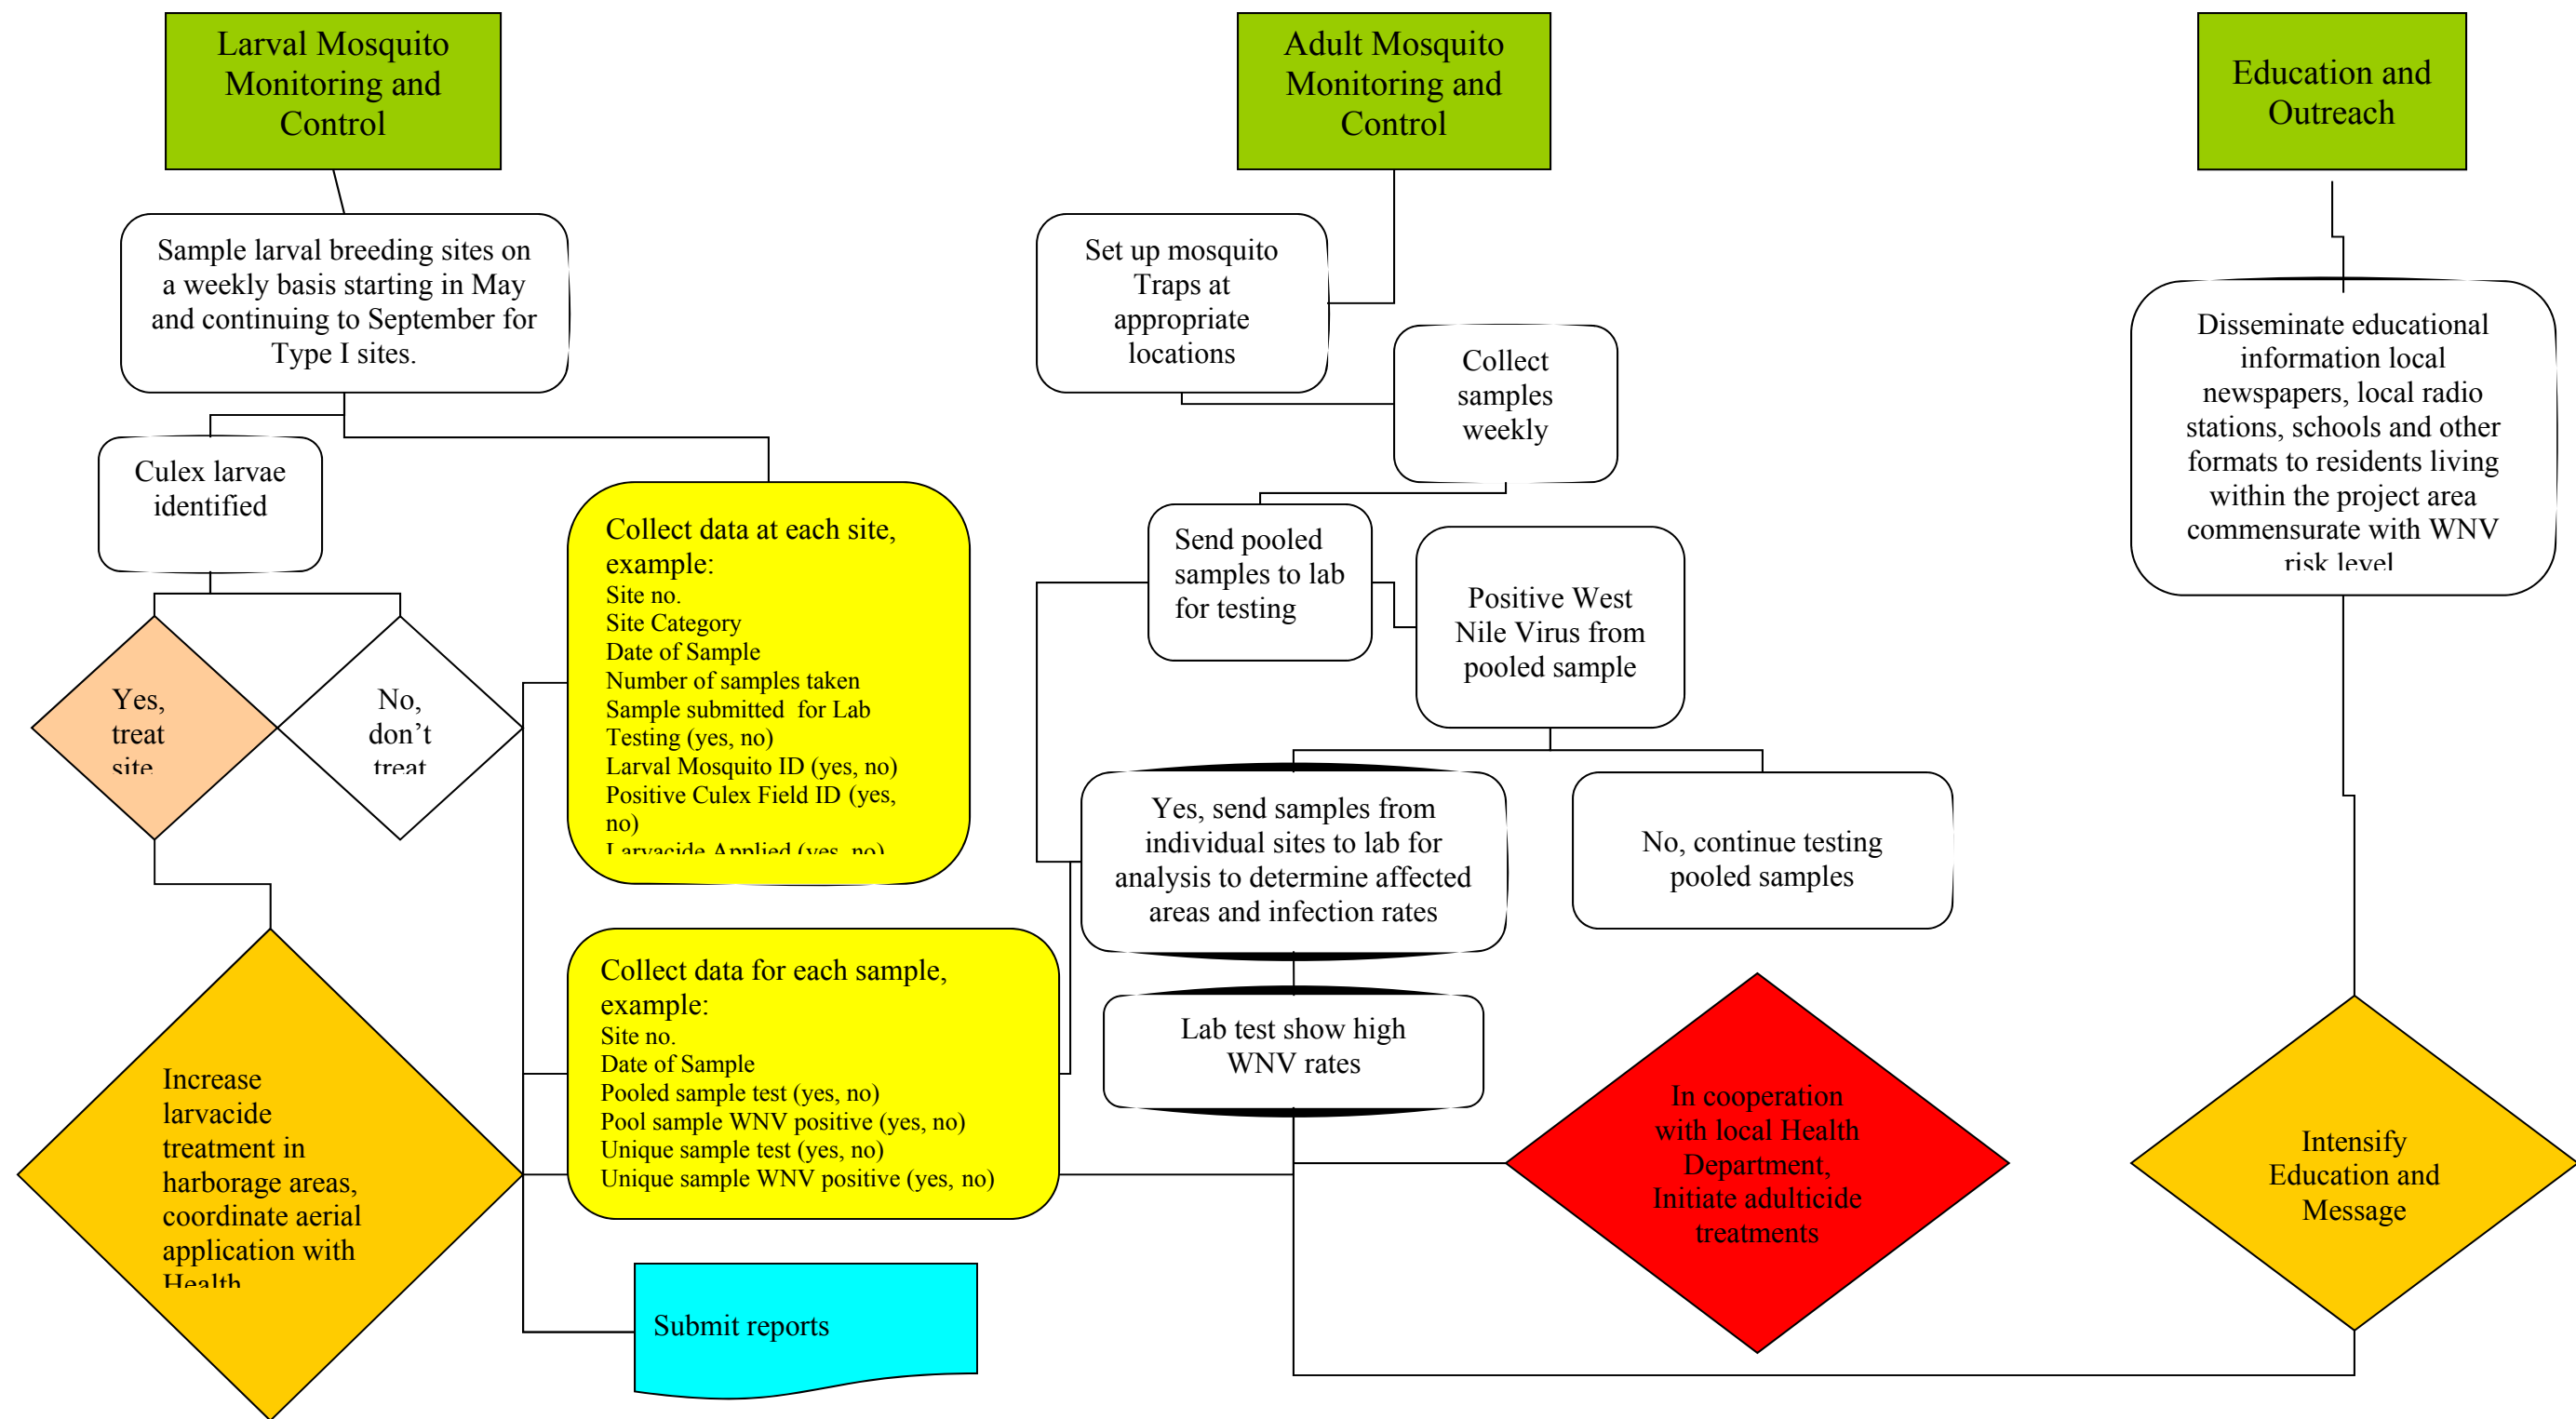 Larval Mosquito
Monitoring and
Control
Sample larval breeding sites on
a weekly basis starting in May
and continuing to September for
Type I sites.
Culex larvae
identified
Yes,
treat
site
No,
don’t
treat
Increase
larvacide
treatment in
harborage areas,
coordinate aerial
application with
Health
Collect data at each site,
example:
Site no.
Site Category
Date of Sample
Number of samples taken
Sample submitted for Lab
Testing (yes, no)
Larval Mosquito ID (yes, no)
Positive Culex Field ID (yes,
no)
Larvacide Applied (yes, no)
Collect data for each sample,
example:
Site no.
Date of Sample
Pooled sample test (yes, no)
Pool sample WNV positive (yes, no)
Unique sample test (yes, no)
Unique sample WNV positive (yes, no)
Submit reports
Adult Mosquito
Monitoring and
Control
Set up mosquito
Traps at
appropriate
locations
Collect
samples
weekly
Send pooled
samples to lab
for testing
Positive West
Nile Virus from
pooled sample
Yes, send samples from
individual sites to lab for
analysis to determine affected
areas and infection rates
No, continue testing
pooled samples
Lab test show high
WNV rates
In cooperation
with local Health
Department,
Initiate adulticide
treatments
Education and
Outreach
Disseminate educational
information local
newspapers, local radio
stations, schools and other
formats to residents living
within the project area
commensurate with WNV
risk level
Intensify
Education and
Message